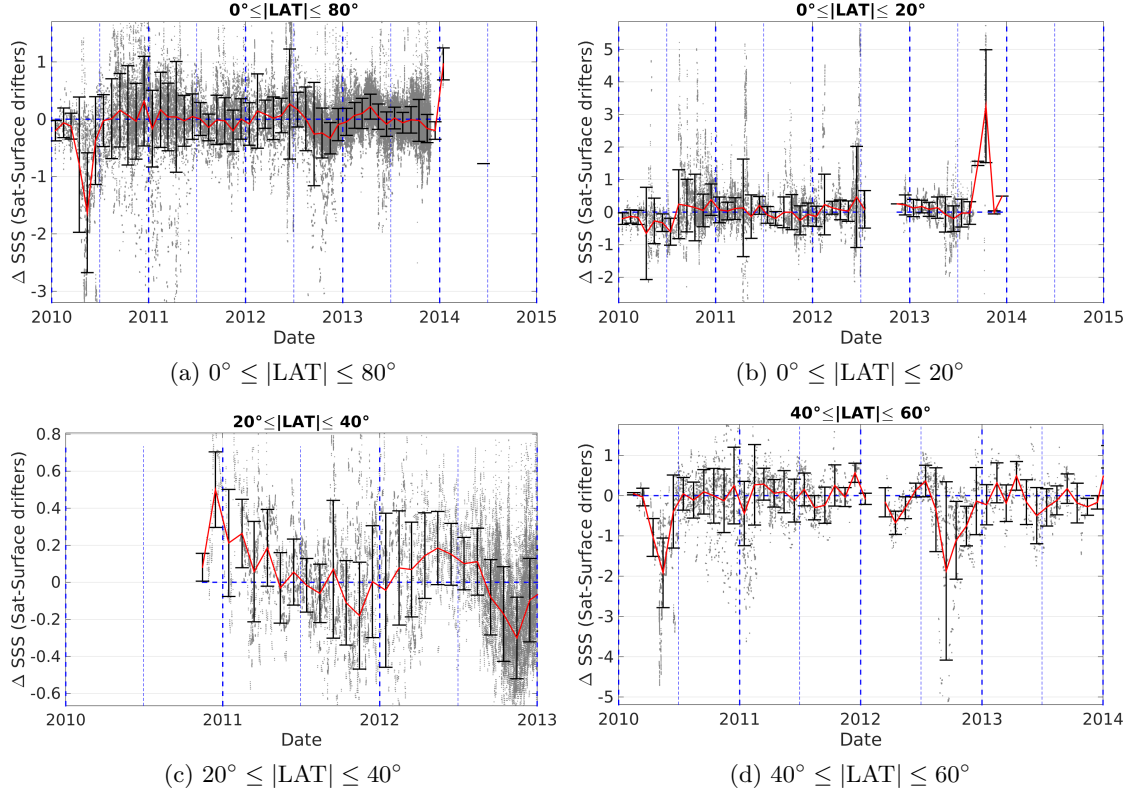 0°≤|LAT|≤ 80°
Δ SSS (Sat-Surface drifters)
1
0
-1
-2
-3
2010 2011 2012 2013 2014 2015
Date
(a) 0° ≤ |LAT| ≤ 80°
0°≤|LAT|≤ 20°
Δ SSS (Sat-Surface drifters)
5
4
3
2
1
0
-1
-2
2010 2011 2012 2013 2014 2015
Date
(b) 0° ≤ |LAT| ≤ 20°
20°≤|LAT|≤ 40°
Δ SSS (Sat-Surface drifters)
0.8
0.6
0.4
0.2
0
-0.2
-0.4
-0.6
2010 2011 2012 2013
Date
(c) 20° ≤ |LAT| ≤ 40°
40°≤|LAT|≤ 60°
Δ SSS (Sat-Surface drifters)
1
0
-1
-2
-3
-4
-5
2010 2011 2012 2013 2014
Date
(d) 40° ≤ |LAT| ≤ 60°